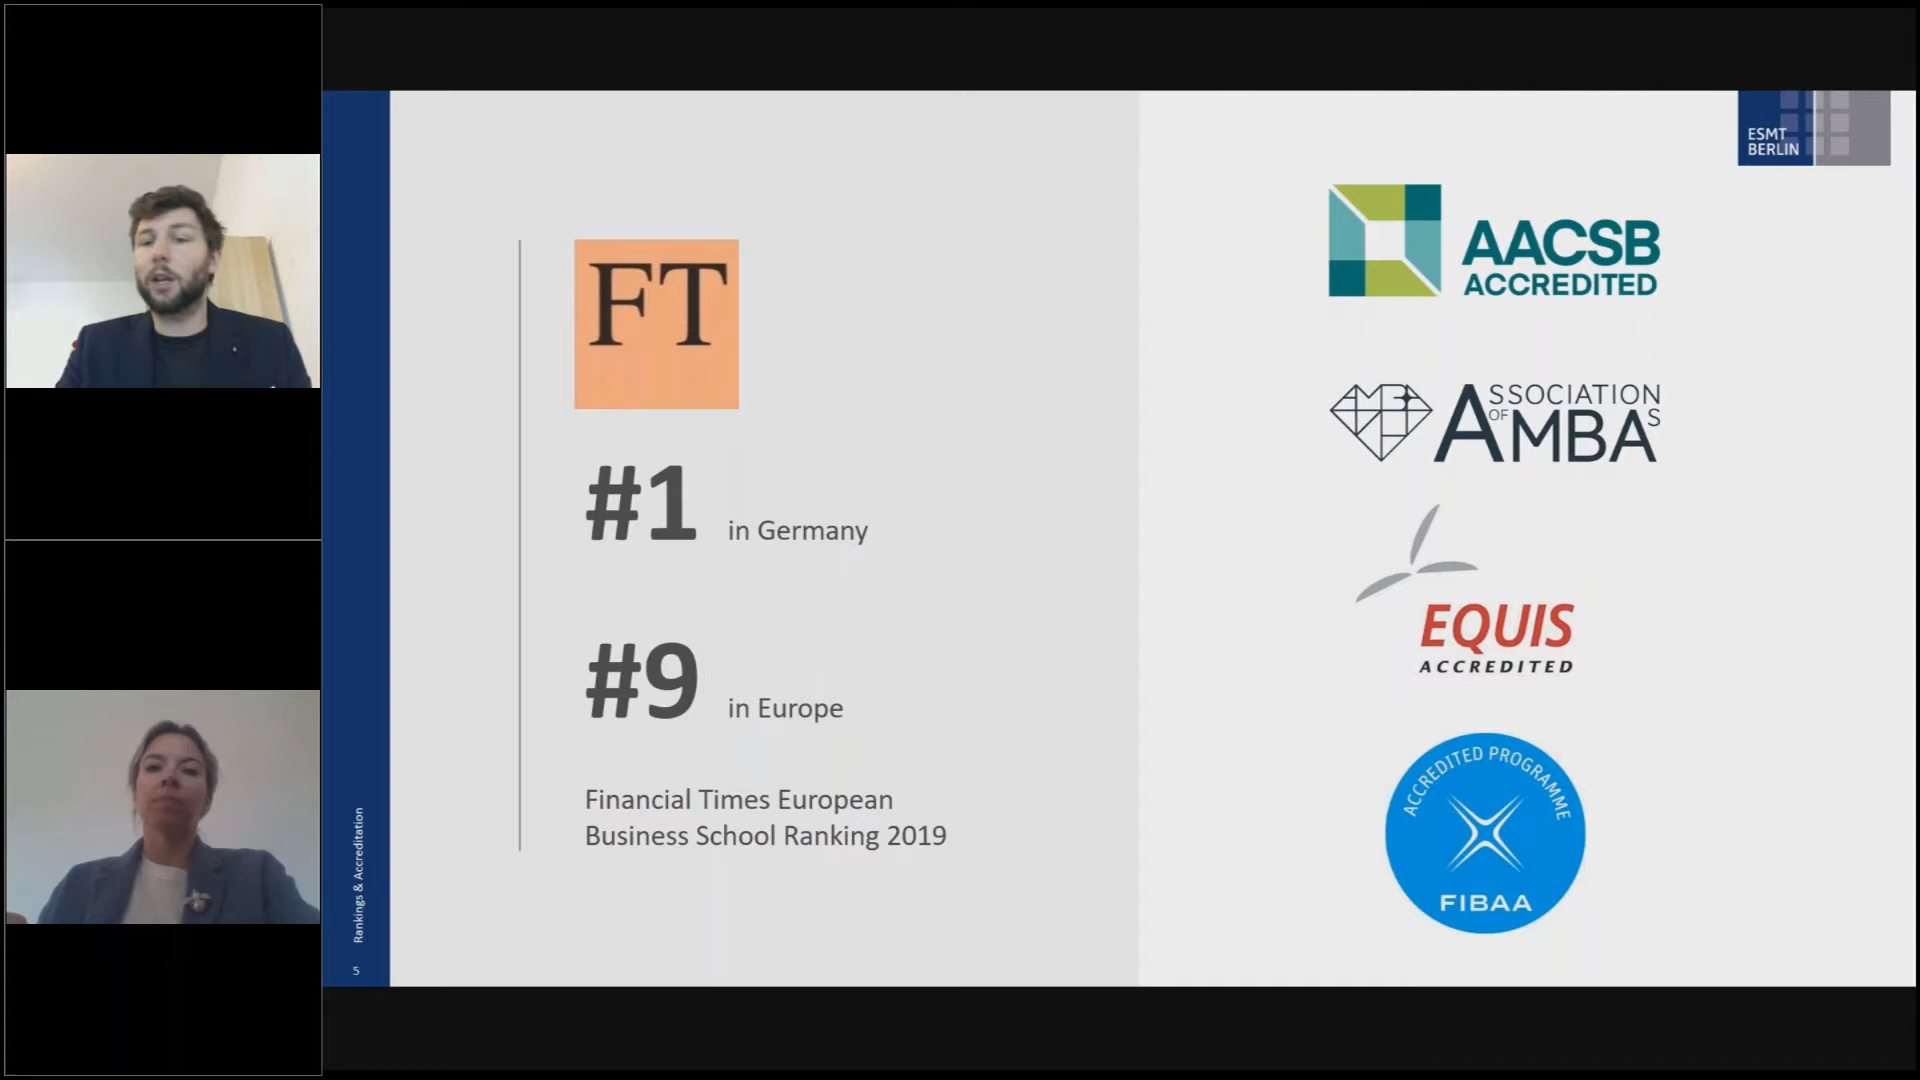 ESMT
BERLIN
FT
#1 in Germany
#9 in Europe
Financial Times European
Business School Ranking 2019
AACSB
ACCREDITED
ASSOCIATION
OF MBAS
AMBA
EQUIS
ACCREDITED
ACCREDITED PROGRAMME
FIBAA
Rankings & Accreditation
5